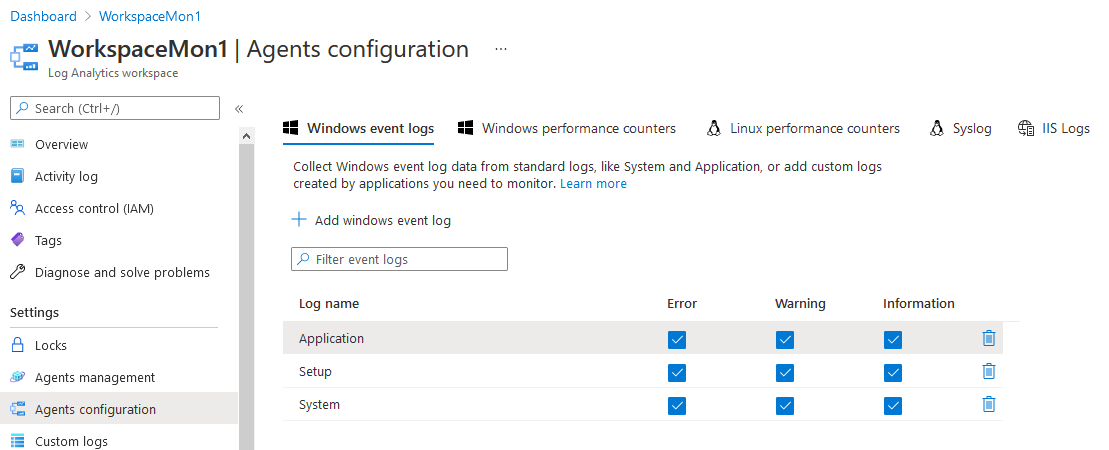 Dashboard > WorkspaceMon1
WorkspaceMon1 | Agents configuration ...
Log Analytics workspace
Search (Ctrl+/) «
Overview
Activity log
Access control (IAM)
Tags
Diagnose and solve problems
Settings
Locks
Agents management
Agents configuration
Custom logs
Windows event logs Windows performance counters Linux performance counters Syslog IIS Logs
Collect Windows event log data from standard logs, like System and Application, or add custom logs
created by applications you need to monitor. Learn more
Add windows event log
Filter event logs
Log name Error Warning Information
Application
Setup
System